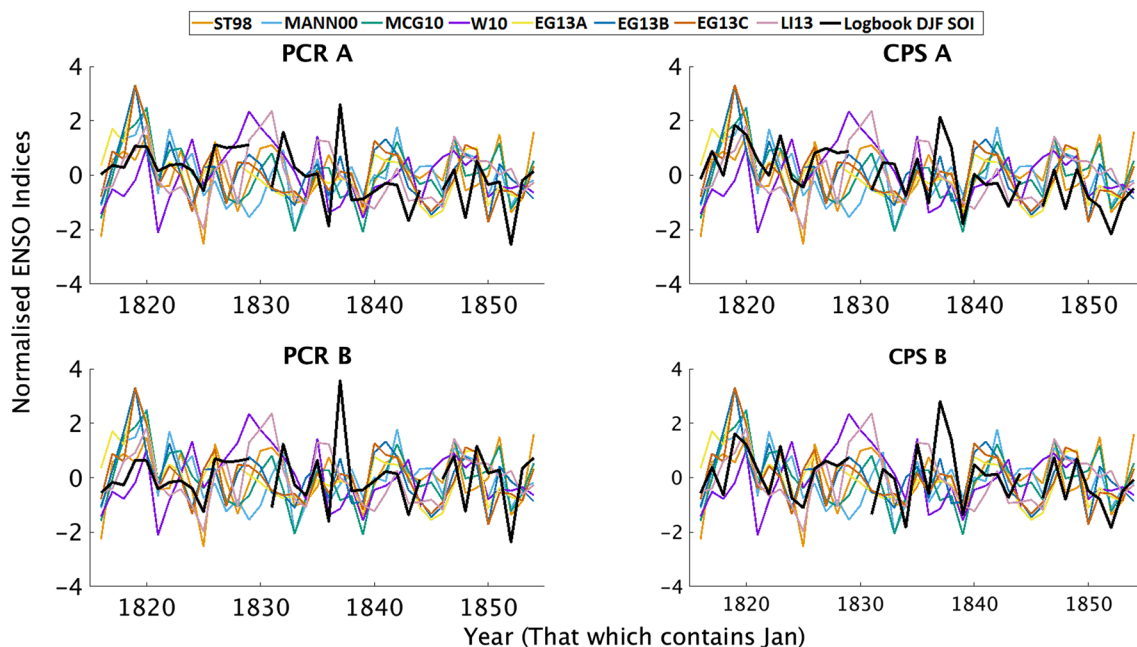 ST98 MANN00 MCG10 W10 EG13A EG13B EG13C LI13 Logbook DJF SOI
PCR A
4
2
0
-2
-4
1820 1830 1840 1850
CPS A
4
2
0
-2
-4
1820 1830 1840 1850
Normalised ENSO Indices
PCR B
4
2
0
-2
-4
1820 1830 1840 1850
CPS B
4
2
0
-2
-4
1820 1830 1840 1850
Year (That which contains Jan)